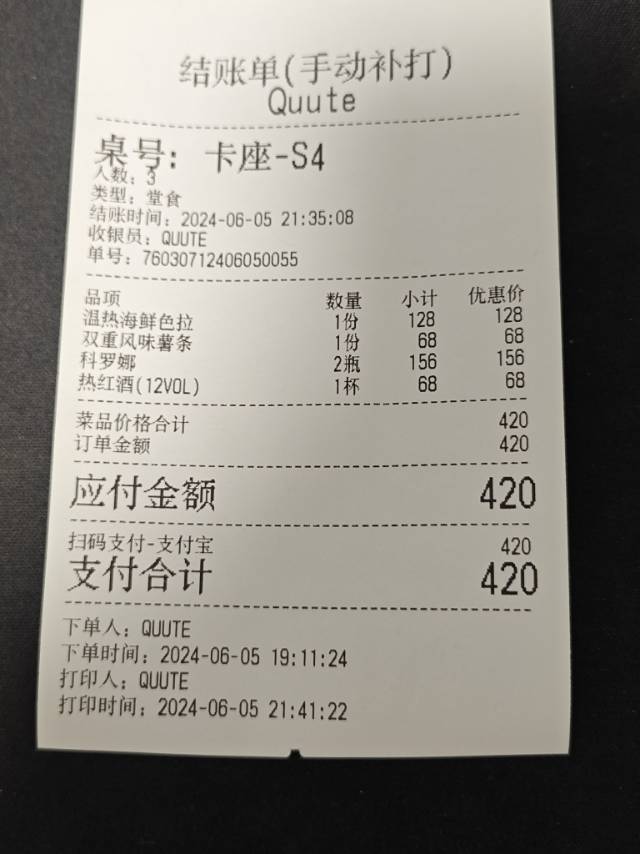 结账单(手动补打)
Quute
桌号: 卡座-S4
人数: 3
类型: 堂食
结账时间: 2024-06-05 21:35:08
收银员: QUUTE
单号: 76030712406050055
品项 数量 小计 优惠价
温热海鲜色拉 1份 128 128
双重风味薯条 1份 68 68
科罗娜 2瓶 156 156
热红酒(12VOL) 1杯 68 68
菜品价格合计 420
订单金额 420
应付金额 420
扫码支付-支付宝 420
支付合计 420
下单人: QUUTE
下单时间: 2024-06-05 19:11:24
打印人: QUUTE
打印时间: 2024-06-05 21:41:22